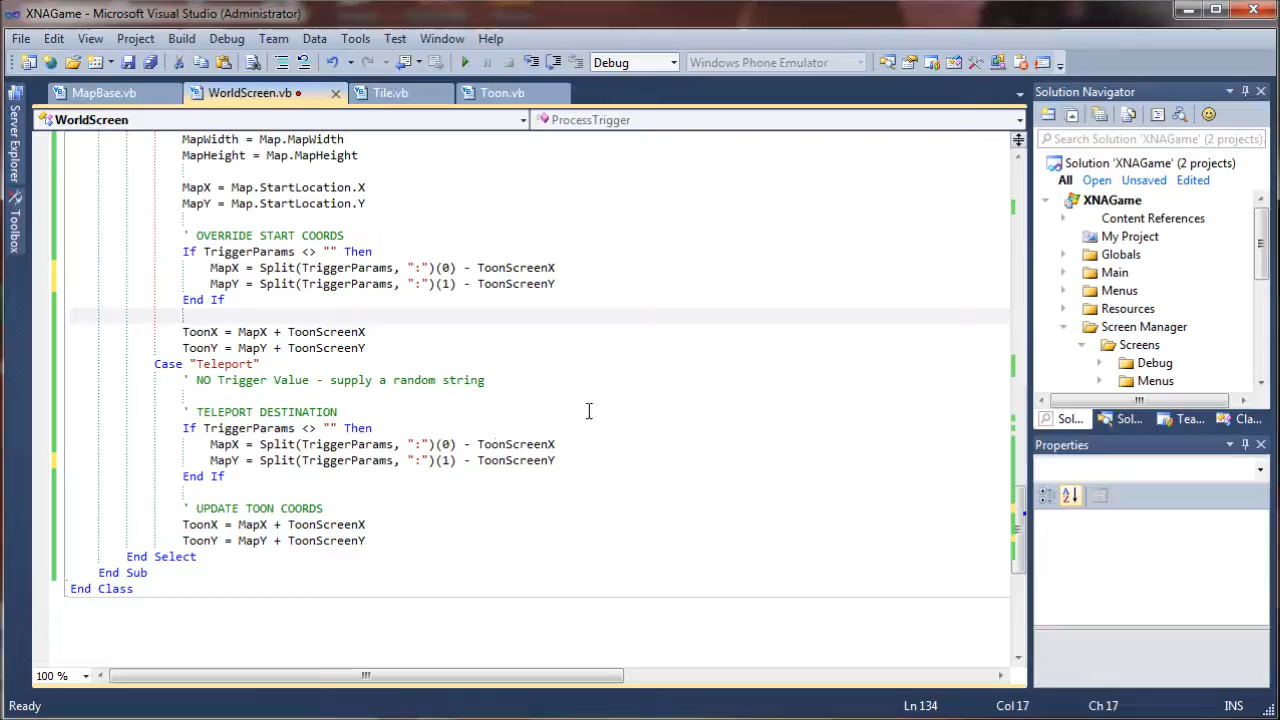 XNAGame - Microsoft Visual Studio (Administrator)
File Edit View Project Build Debug Team Data Tools Test Window Help
Debug Windows Phone Emulator
MapBase.vb WorldScreen.vb Tile.vb Toon.vb
WorldScreen ProcessTrigger
MapWidth = Map.MapWidth
MapHeight = Map.MapHeight
MapX = Map.StartLocation.X
MapY = Map.StartLocation.Y
' OVERRIDE START COORDS
If TriggerParams <> "" Then
MapX = Split(TriggerParams, ":")(0) - ToonScreenX
MapY = Split(TriggerParams, ":")(1) - ToonScreenY
End If
ToonX = MapX + ToonScreenX
ToonY = MapY + ToonScreenY
Case "Teleport"
' NO Trigger Value - supply a random string
' TELEPORT DESTINATION
If TriggerParams <> "" Then
MapX = Split(TriggerParams, ":")(0) - ToonScreenX
MapY = Split(TriggerParams, ":")(1) - ToonScreenY
End If
' UPDATE TOON COORDS
ToonX = MapX + ToonScreenX
ToonY = MapY + ToonScreenY
End Select
End Sub
End Class
100 %
Server Explorer
Toolbox
Solution Navigator
Search Solution 'XNAGame' (2 projects)
Solution 'XNAGame' (2 projects)
All Open Unsaved Edited
XNAGame
Content References
My Project
Globals
Main
Menus
Resources
Screen Manager
Screens
Debug
Menus
Sol... Sol... Tea... Cla...
Properties
Ready Ln 134 Col 17 Ch 17 INS